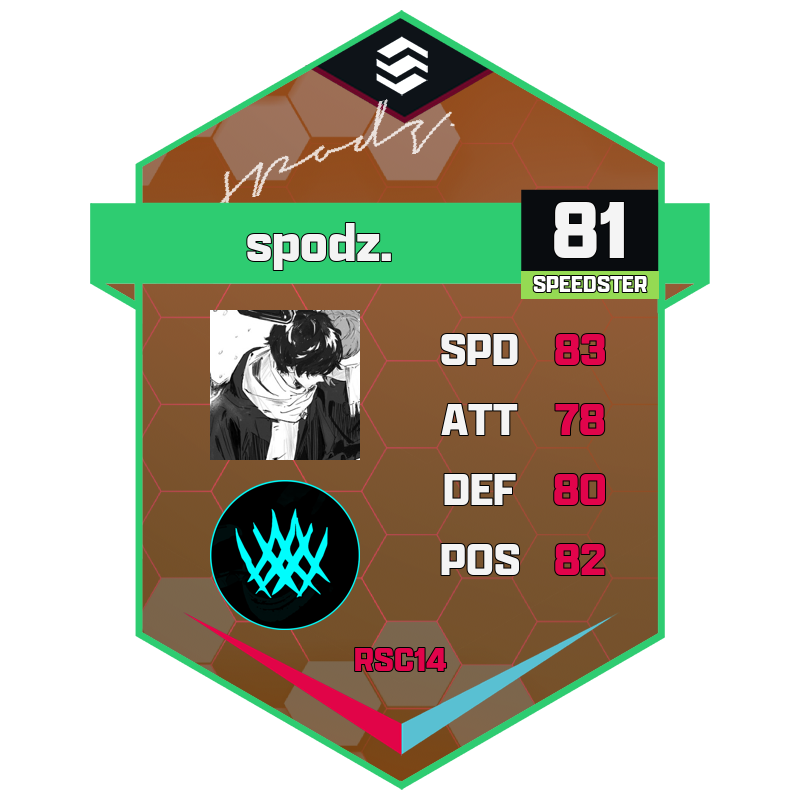 spodz.
spodz.
81
SPEEDSTER
SPD 83
ATT 78
DEF 80
POS 82
RSC14